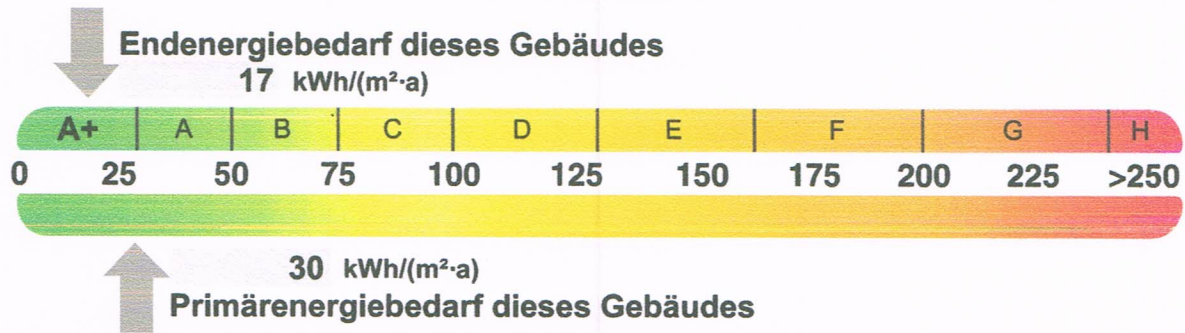 Endenergiebedarf dieses Gebäudes
17 kWh/(m²·a)
A+ A B C D E F G H
0 25 50 75 100 125 150 175 200 225 >250
30 kWh/(m²·a)
Primärenergiebedarf dieses Gebäudes